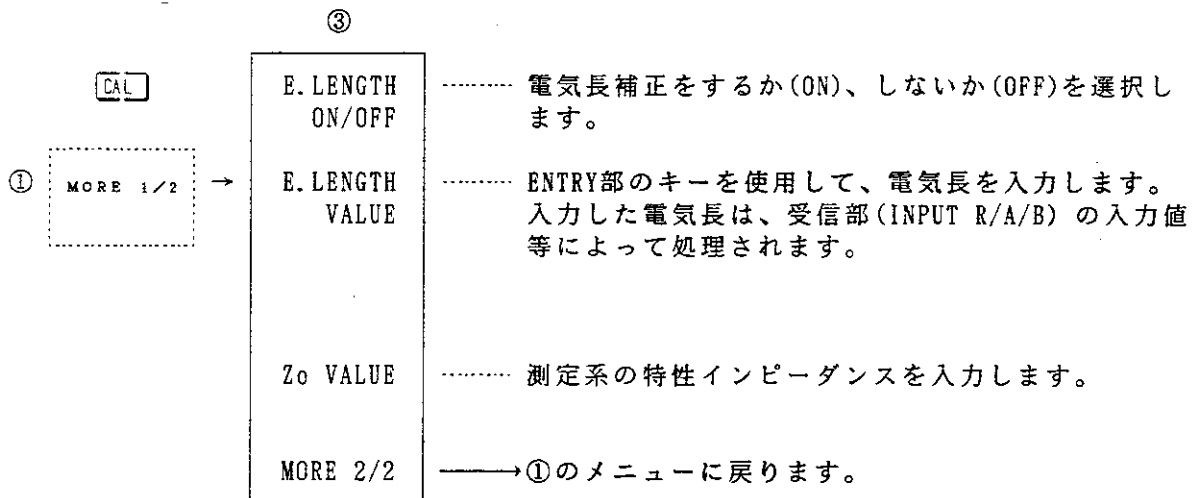 ③
CAL
E.LENGTH ……… 電気長補正をするか(ON)、しないか(OFF)を選択し
ON/OFF ます。
① MORE 1/2 → E.LENGTH ……… ENTRY部のキーを使用して、電気長を入力します。
VALUE 入力した電気長は、受信部(INPUT R/A/B) の入力値
等によって処理されます。
Zo VALUE ……… 測定系の特性インピーダンスを入力します。
MORE 2/2 ―→①のメニューに戻ります。